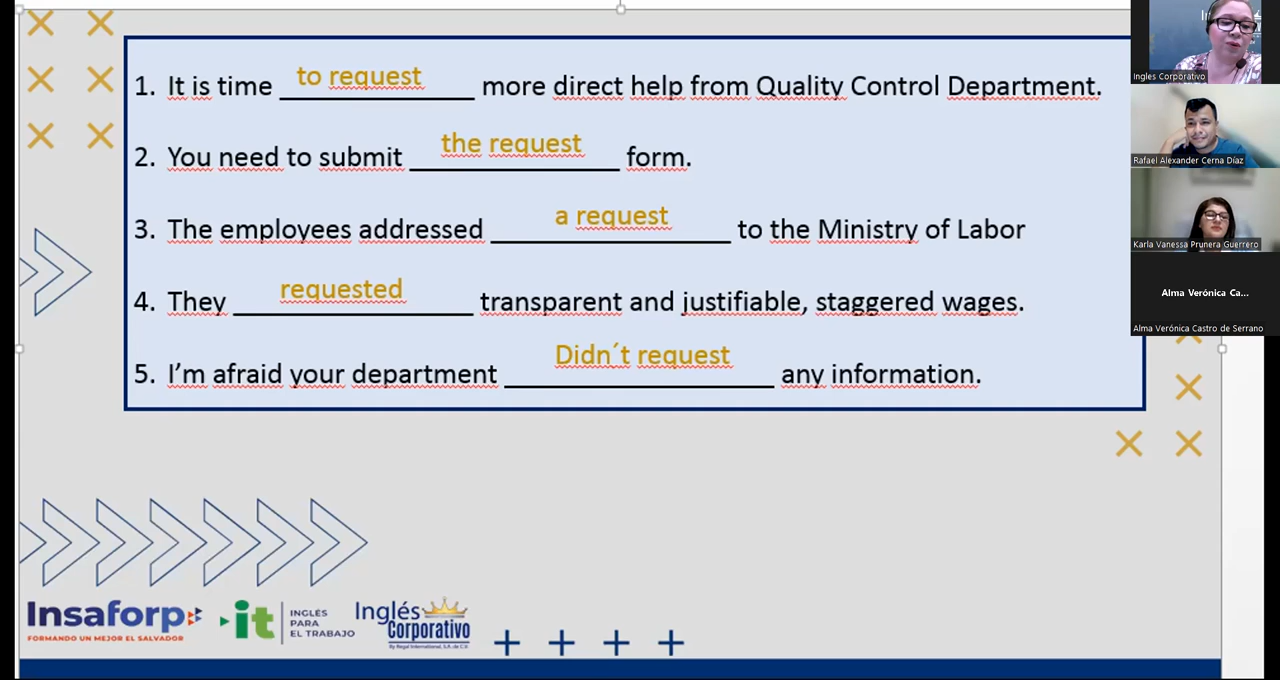 1. It is time to request more direct help from Quality Control Department.
2. You need to submit the request form.
3. The employees addressed a request to the Ministry of Labor
4. They requested transparent and justifiable, staggered wages.
5. I’m afraid your department Didn´t request any information.
Ingles Corporativo
Rafael Alexander Cerna Díaz
Karla Vanessa Prunera Guerrero
Alma Verónica Ca...
Alma Verónica Castro de Serrano
Insaforp
FORMANDO UN MEJOR EL SALVADOR
it
INGLÉS
PARA
EL TRABAJO
Inglés
Corporativo
By Regal International, S.A. de C.V.